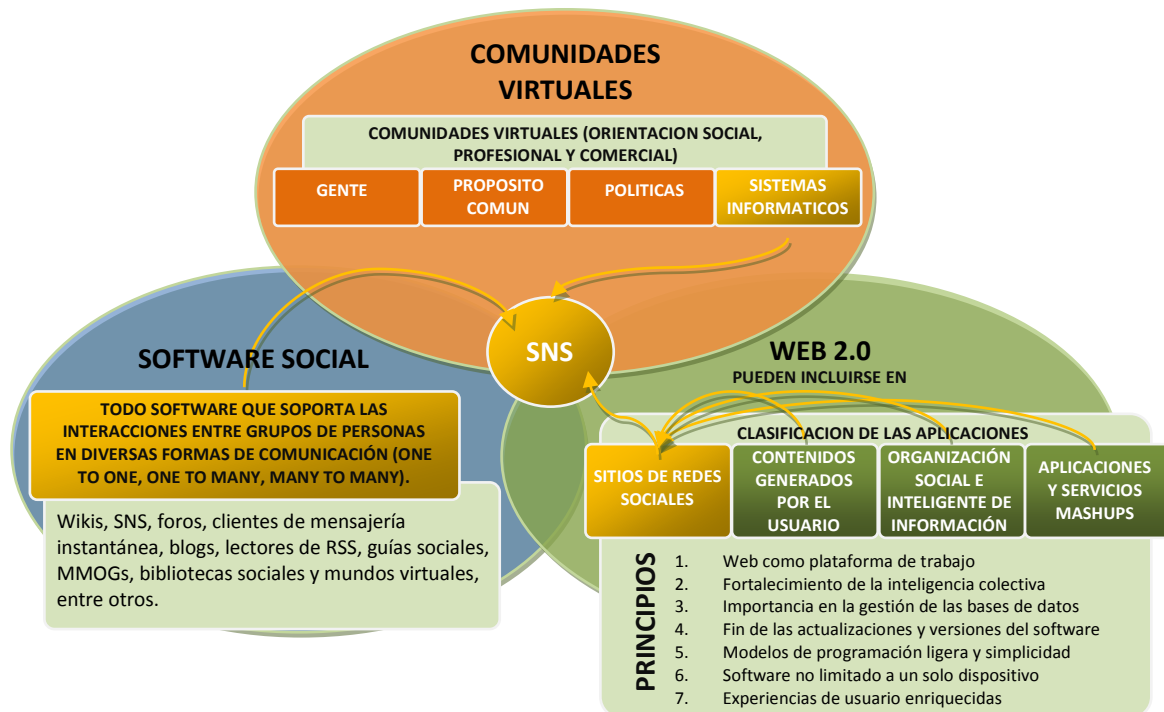 COMUNIDADES
VIRTUALES
COMUNIDADES VIRTUALES (ORIENTACION SOCIAL,
PROFESIONAL Y COMERCIAL)
GENTE
PROPOSITO
COMUN
POLITICAS
SISTEMAS
INFORMATICOS
SNS
SOFTWARE SOCIAL
TODO SOFTWARE QUE SOPORTA LAS
INTERACCIONES ENTRE GRUPOS DE PERSONAS
EN DIVERSAS FORMAS DE COMUNICACIÓN (ONE
TO ONE, ONE TO MANY, MANY TO MANY).
Wikis, SNS, foros, clientes de mensajería
instantánea, blogs, lectores de RSS, guías sociales,
MMOGs, bibliotecas sociales y mundos virtuales,
entre otros.
WEB 2.0
PUEDEN INCLUIRSE EN
CLASIFICACION DE LAS APLICACIONES
SITIOS DE REDES
SOCIALES
CONTENIDOS
GENERADOS
POR EL
USUARIO
ORGANIZACIÓN
SOCIAL E
INTELIGENTE DE
INFORMACIÓN
APLICACIONES
Y SERVICIOS
MASHUPS
PRINCIPIOS
1. Web como plataforma de trabajo
2. Fortalecimiento de la inteligencia colectiva
3. Importancia en la gestión de las bases de datos
4. Fin de las actualizaciones y versiones del software
5. Modelos de programación ligera y simplicidad
6. Software no limitado a un solo dispositivo
7. Experiencias de usuario enriquecidas